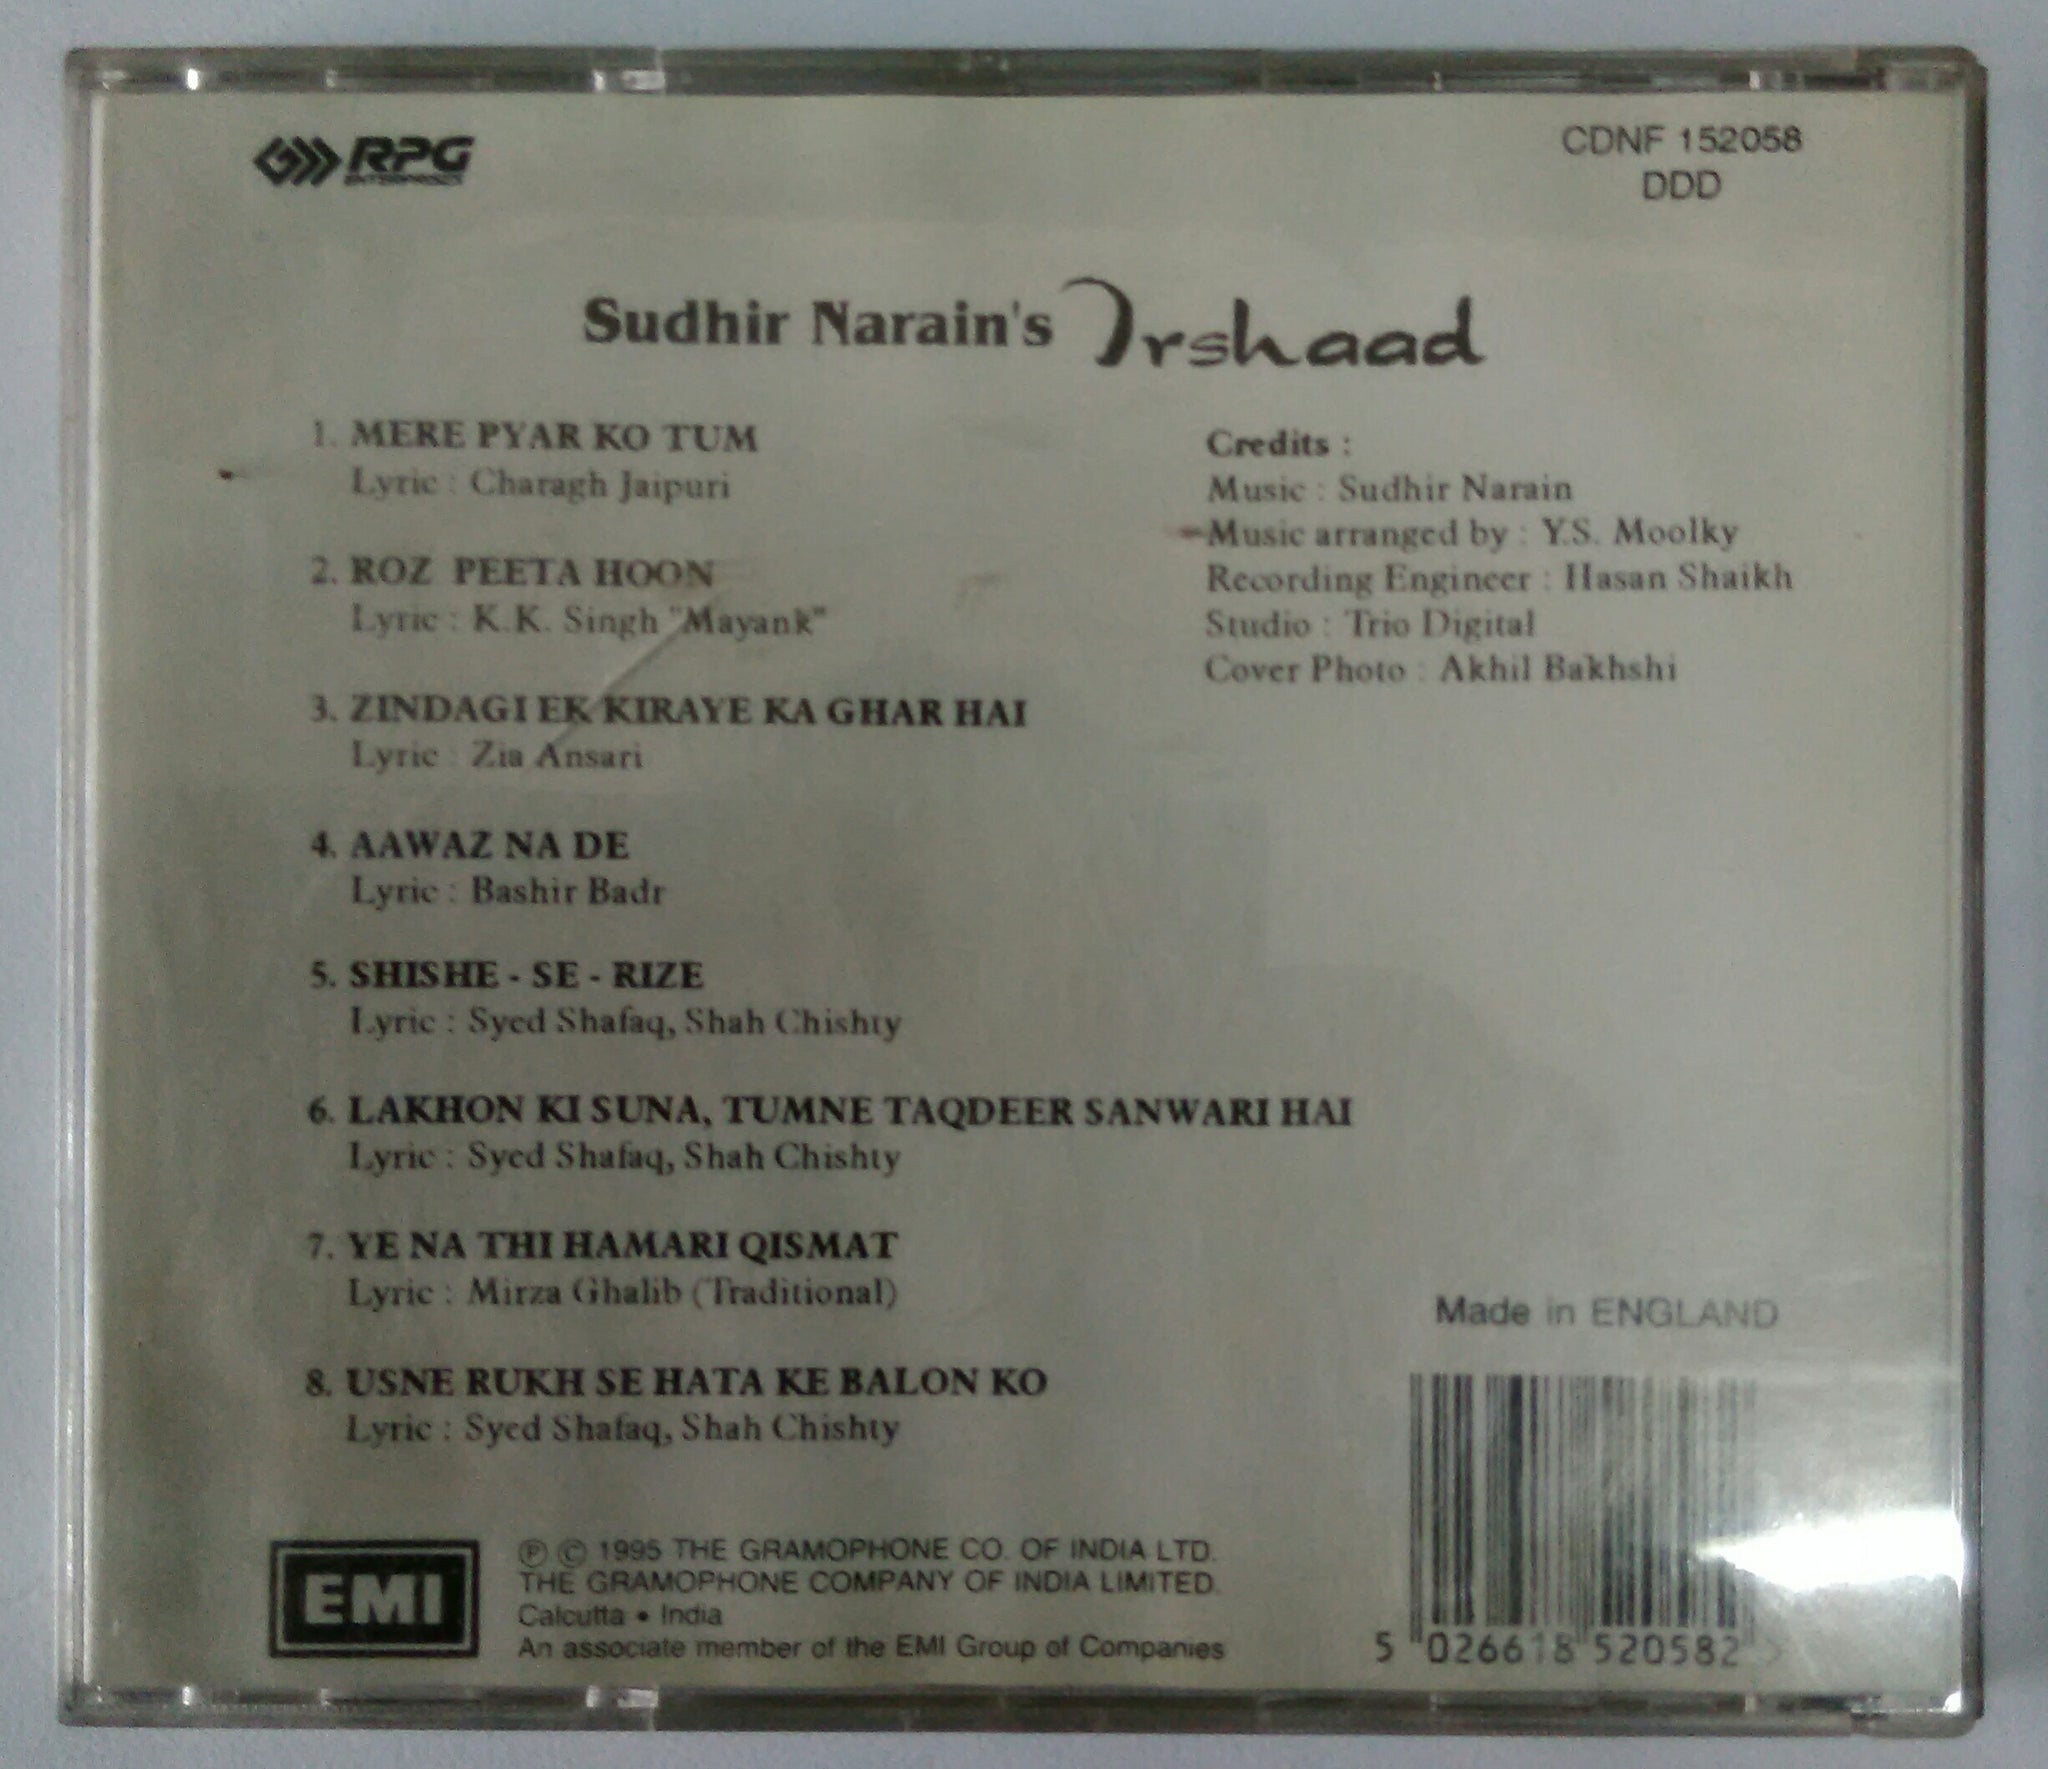 RPG
ENTERPRISES
CDNF 152058
DDD
Sudhir Narain's Irshaad
1. MERE PYAR KO TUM
Lyric : Charagh Jaipuri
2. ROZ PEETA HOON
Lyric : K.K. Singh "Mayank"
3. ZINDAGI EK KIRAYE KA GHAR HAI
Lyric : Zia Ansari
4. AAWAZ NA DE
Lyric : Bashir Badr
5. SHISHE - SE - RIZE
Lyric : Syed Shafaq, Shah Chishty
6. LAKHON KI SUNA, TUMNE TAQDEER SANWARI HAI
Lyric : Syed Shafaq, Shah Chishty
7. YE NA THI HAMARI QISMAT
Lyric : Mirza Ghalib (Traditional)
8. USNE RUKH SE HATA KE BALON KO
Lyric : Syed Shafaq, Shah Chishty
Credits :
Music : Sudhir Narain
Music arranged by : Y.S. Moolky
Recording Engineer : Hasan Shaikh
Studio : Trio Digital
Cover Photo : Akhil Bakhshi
Made in ENGLAND
5 026618 520582 >
EMI
Ⓟ © 1995 THE GRAMOPHONE CO. OF INDIA LTD.
THE GRAMOPHONE COMPANY OF INDIA LIMITED.
Calcutta • India
An associate member of the EMI Group of Companies